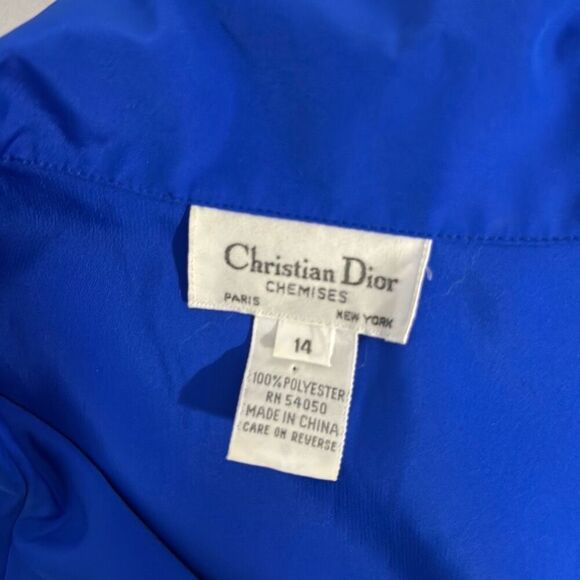 Christian Dior
CHEMISES
PARIS NEW YORK
14
100% POLYESTER
RN 54050
MADE IN CHINA
CARE ON REVERSE